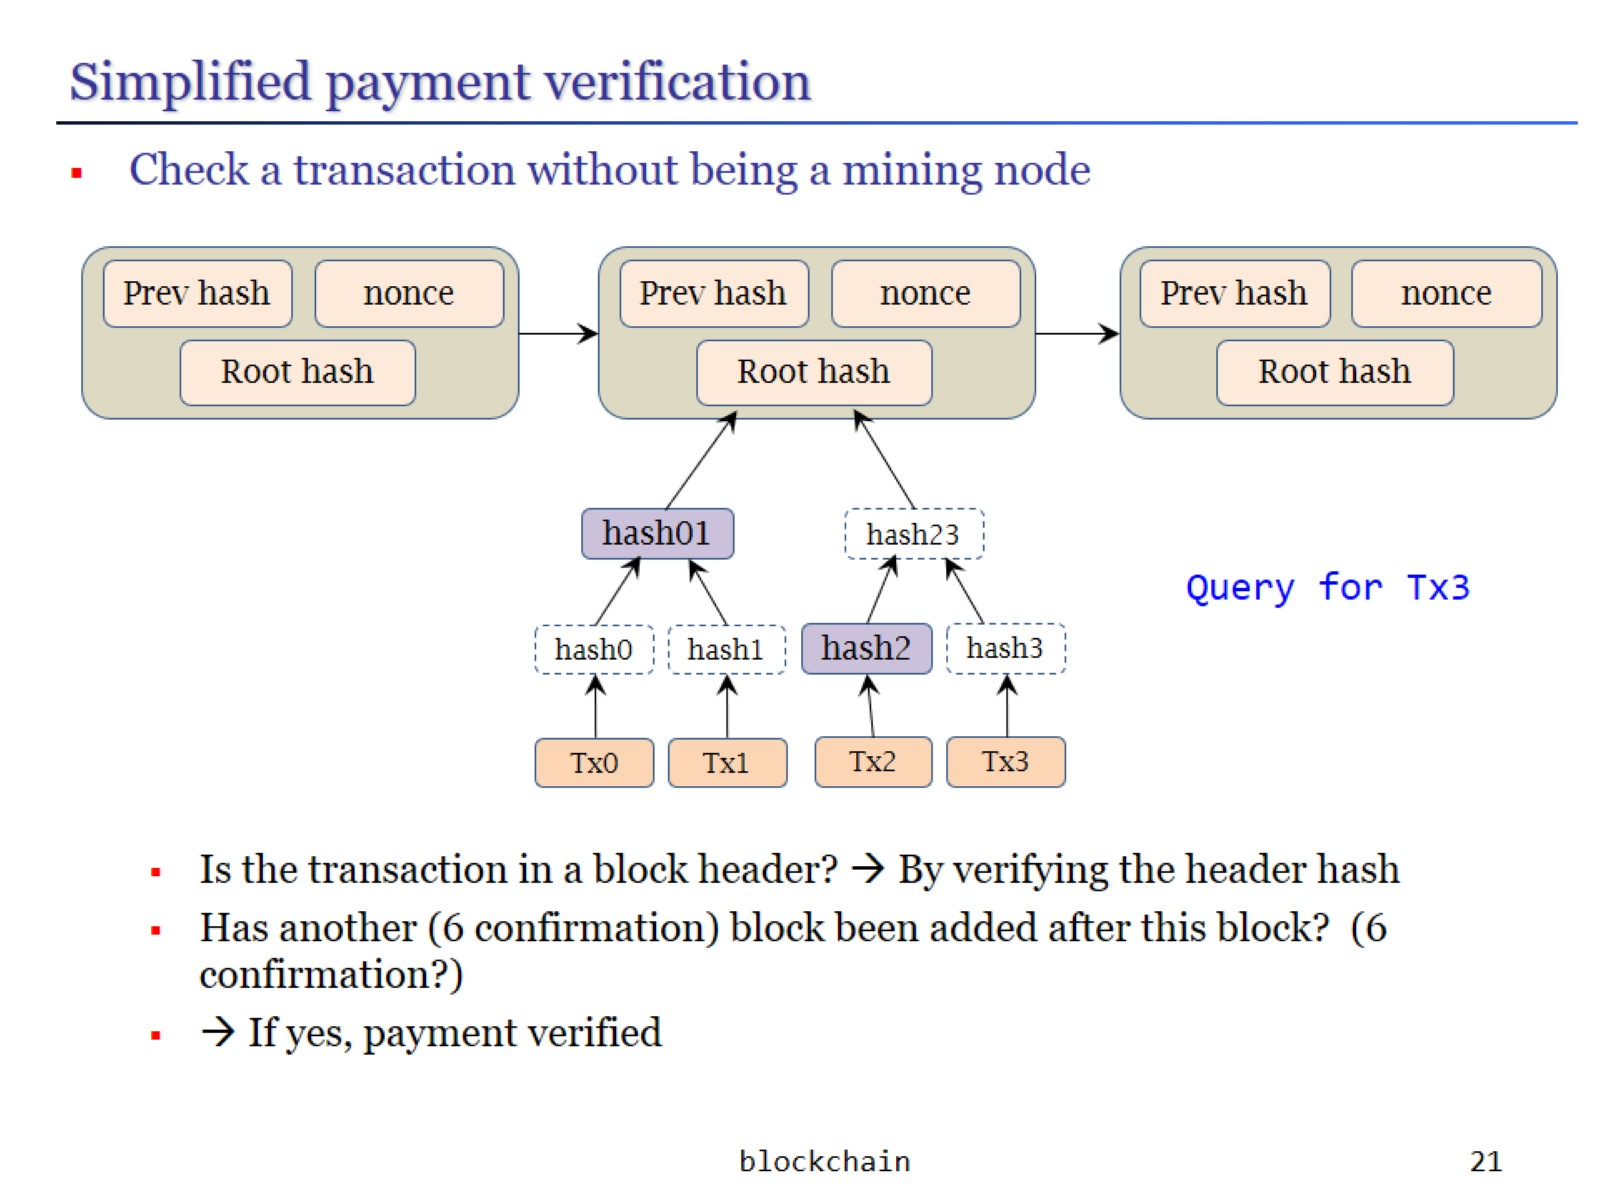 Simplified payment verification
▪ Check a transaction without being a mining node
Prev hash nonce Prev hash nonce Prev hash nonce
Root hash Root hash Root hash
hash01 hash23
Query for Tx3
hash0 hash1 hash2 hash3
Tx0 Tx1 Tx2 Tx3
▪ Is the transaction in a block header? → By verifying the header hash
▪ Has another (6 confirmation) block been added after this block? (6
confirmation?)
▪ → If yes, payment verified
blockchain 21